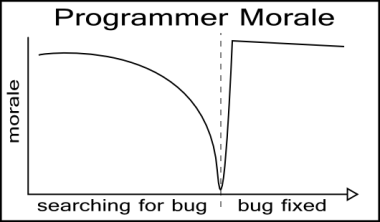 Programmer Morale
morale
searching for bug
bug fixed